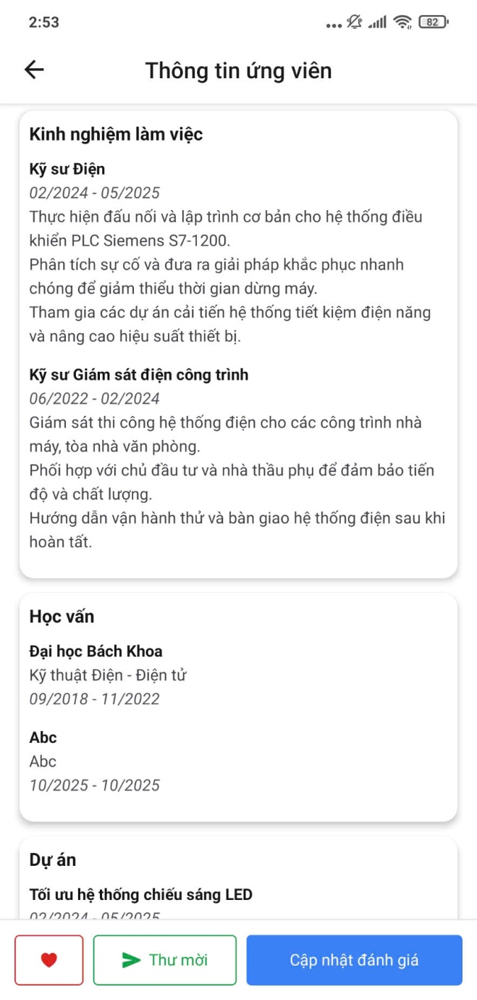 2:53
82
Thông tin ứng viên
Kinh nghiệm làm việc
Kỹ sư Điện
02/2024 - 05/2025
Thực hiện đấu nối và lập trình cơ bản cho hệ thống điều
khiển PLC Siemens S7-1200.
Phân tích sự cố và đưa ra giải pháp khắc phục nhanh
chóng để giảm thiểu thời gian dừng máy.
Tham gia các dự án cải tiến hệ thống tiết kiệm điện năng
và nâng cao hiệu suất thiết bị.
Kỹ sư Giám sát điện công trình
06/2022 - 02/2024
Giám sát thi công hệ thống điện cho các công trình nhà
máy, tòa nhà văn phòng.
Phối hợp với chủ đầu tư và nhà thầu phụ để đảm bảo tiến
độ và chất lượng.
Hướng dẫn vận hành thử và bàn giao hệ thống điện sau khi
hoàn tất.
Học vấn
Đại học Bách Khoa
Kỹ thuật Điện - Điện tử
09/2018 - 11/2022
Abc
Abc
10/2025 - 10/2025
Dự án
Tối ưu hệ thống chiếu sáng LED
02/2024 - 05/2025
Thư mời
Cập nhật đánh giá